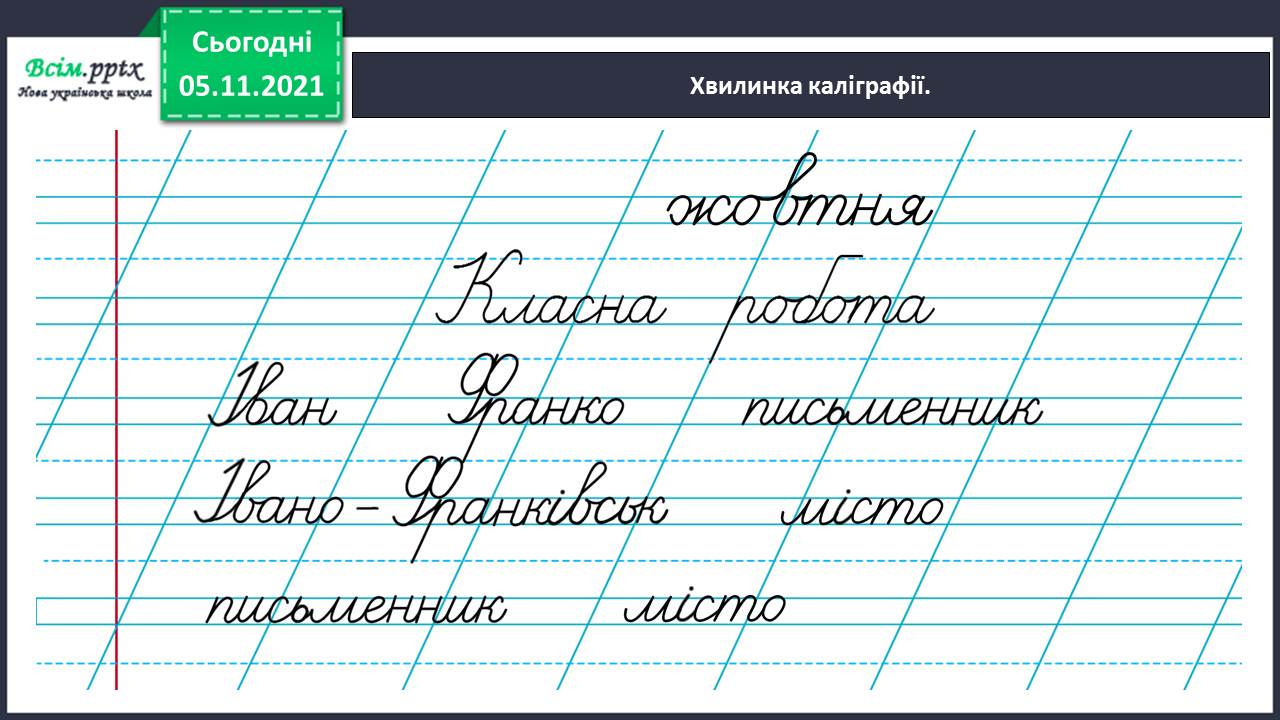 Всім.pptx
Нова українська школа
Сьогодні
05.11.2021
Хвилинка каліграфії.
жовтня
Класна робота
Іван Франко письменник
Івано – Франківськ місто
письменник місто